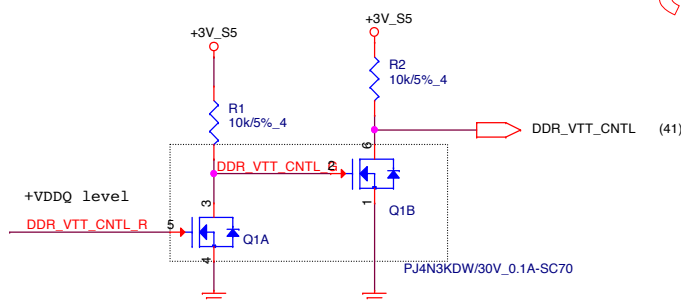 +3V_S5
+3V_S5
R2
10k/5%_4
R1
10k/5%_4
DDR_VTT_CNTL (41)
6
DDR_VTT_CNTL_G 2
1
Q1B
+VDDQ level
3
DDR_VTT_CNTL_R 5
Q1A
4
PJ4N3KDW/30V_0.1A-SC70